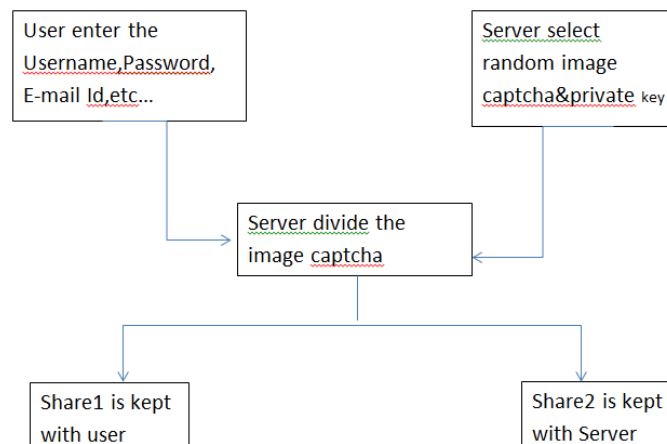 User enter the
Username,Password,
E-mail Id,etc...
Server select
random image
captcha&private key
Server divide the
image captcha
Share1 is kept
with user
Share2 is kept
with Server